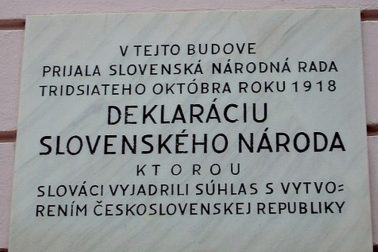 V TEJTO BUDOVE
PRIJALA SLOVENSKÁ NÁRODNÁ RADA
TRIDSIATEHO OKTÓBRA ROKU 1918
DEKLARÁCIU
SLOVENSKÉHO NÁRODA
KTOROU
SLOVÁCI VYJADRILI SÚHLAS S VYTVO=
RENÍM ČESKOSLOVENSKEJ REPUBLIKY